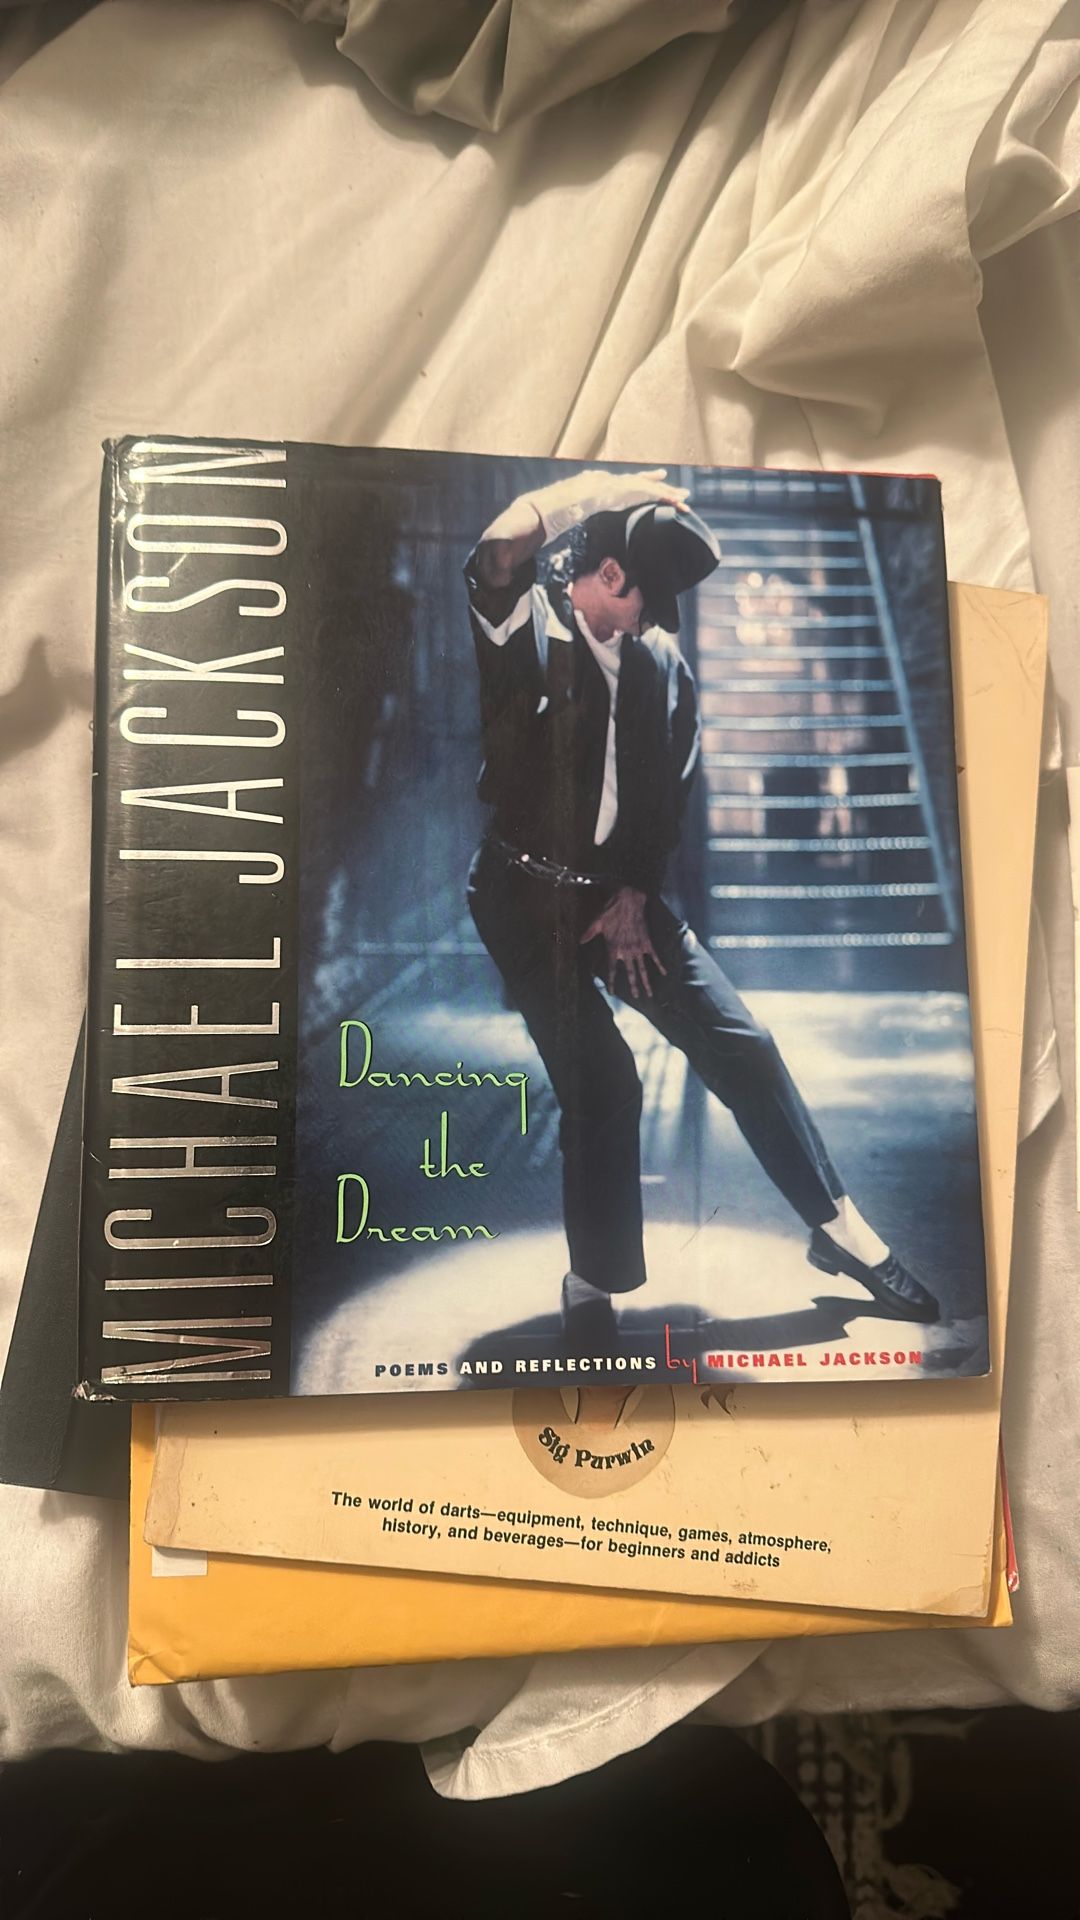 MICHAEL JACKSON
Dancing
the
Dream
POEMS AND REFLECTIONS by MICHAEL JACKSON
Sig Purwin
The world of darts—equipment, technique, games, atmosphere,
history, and beverages—for beginners and addicts